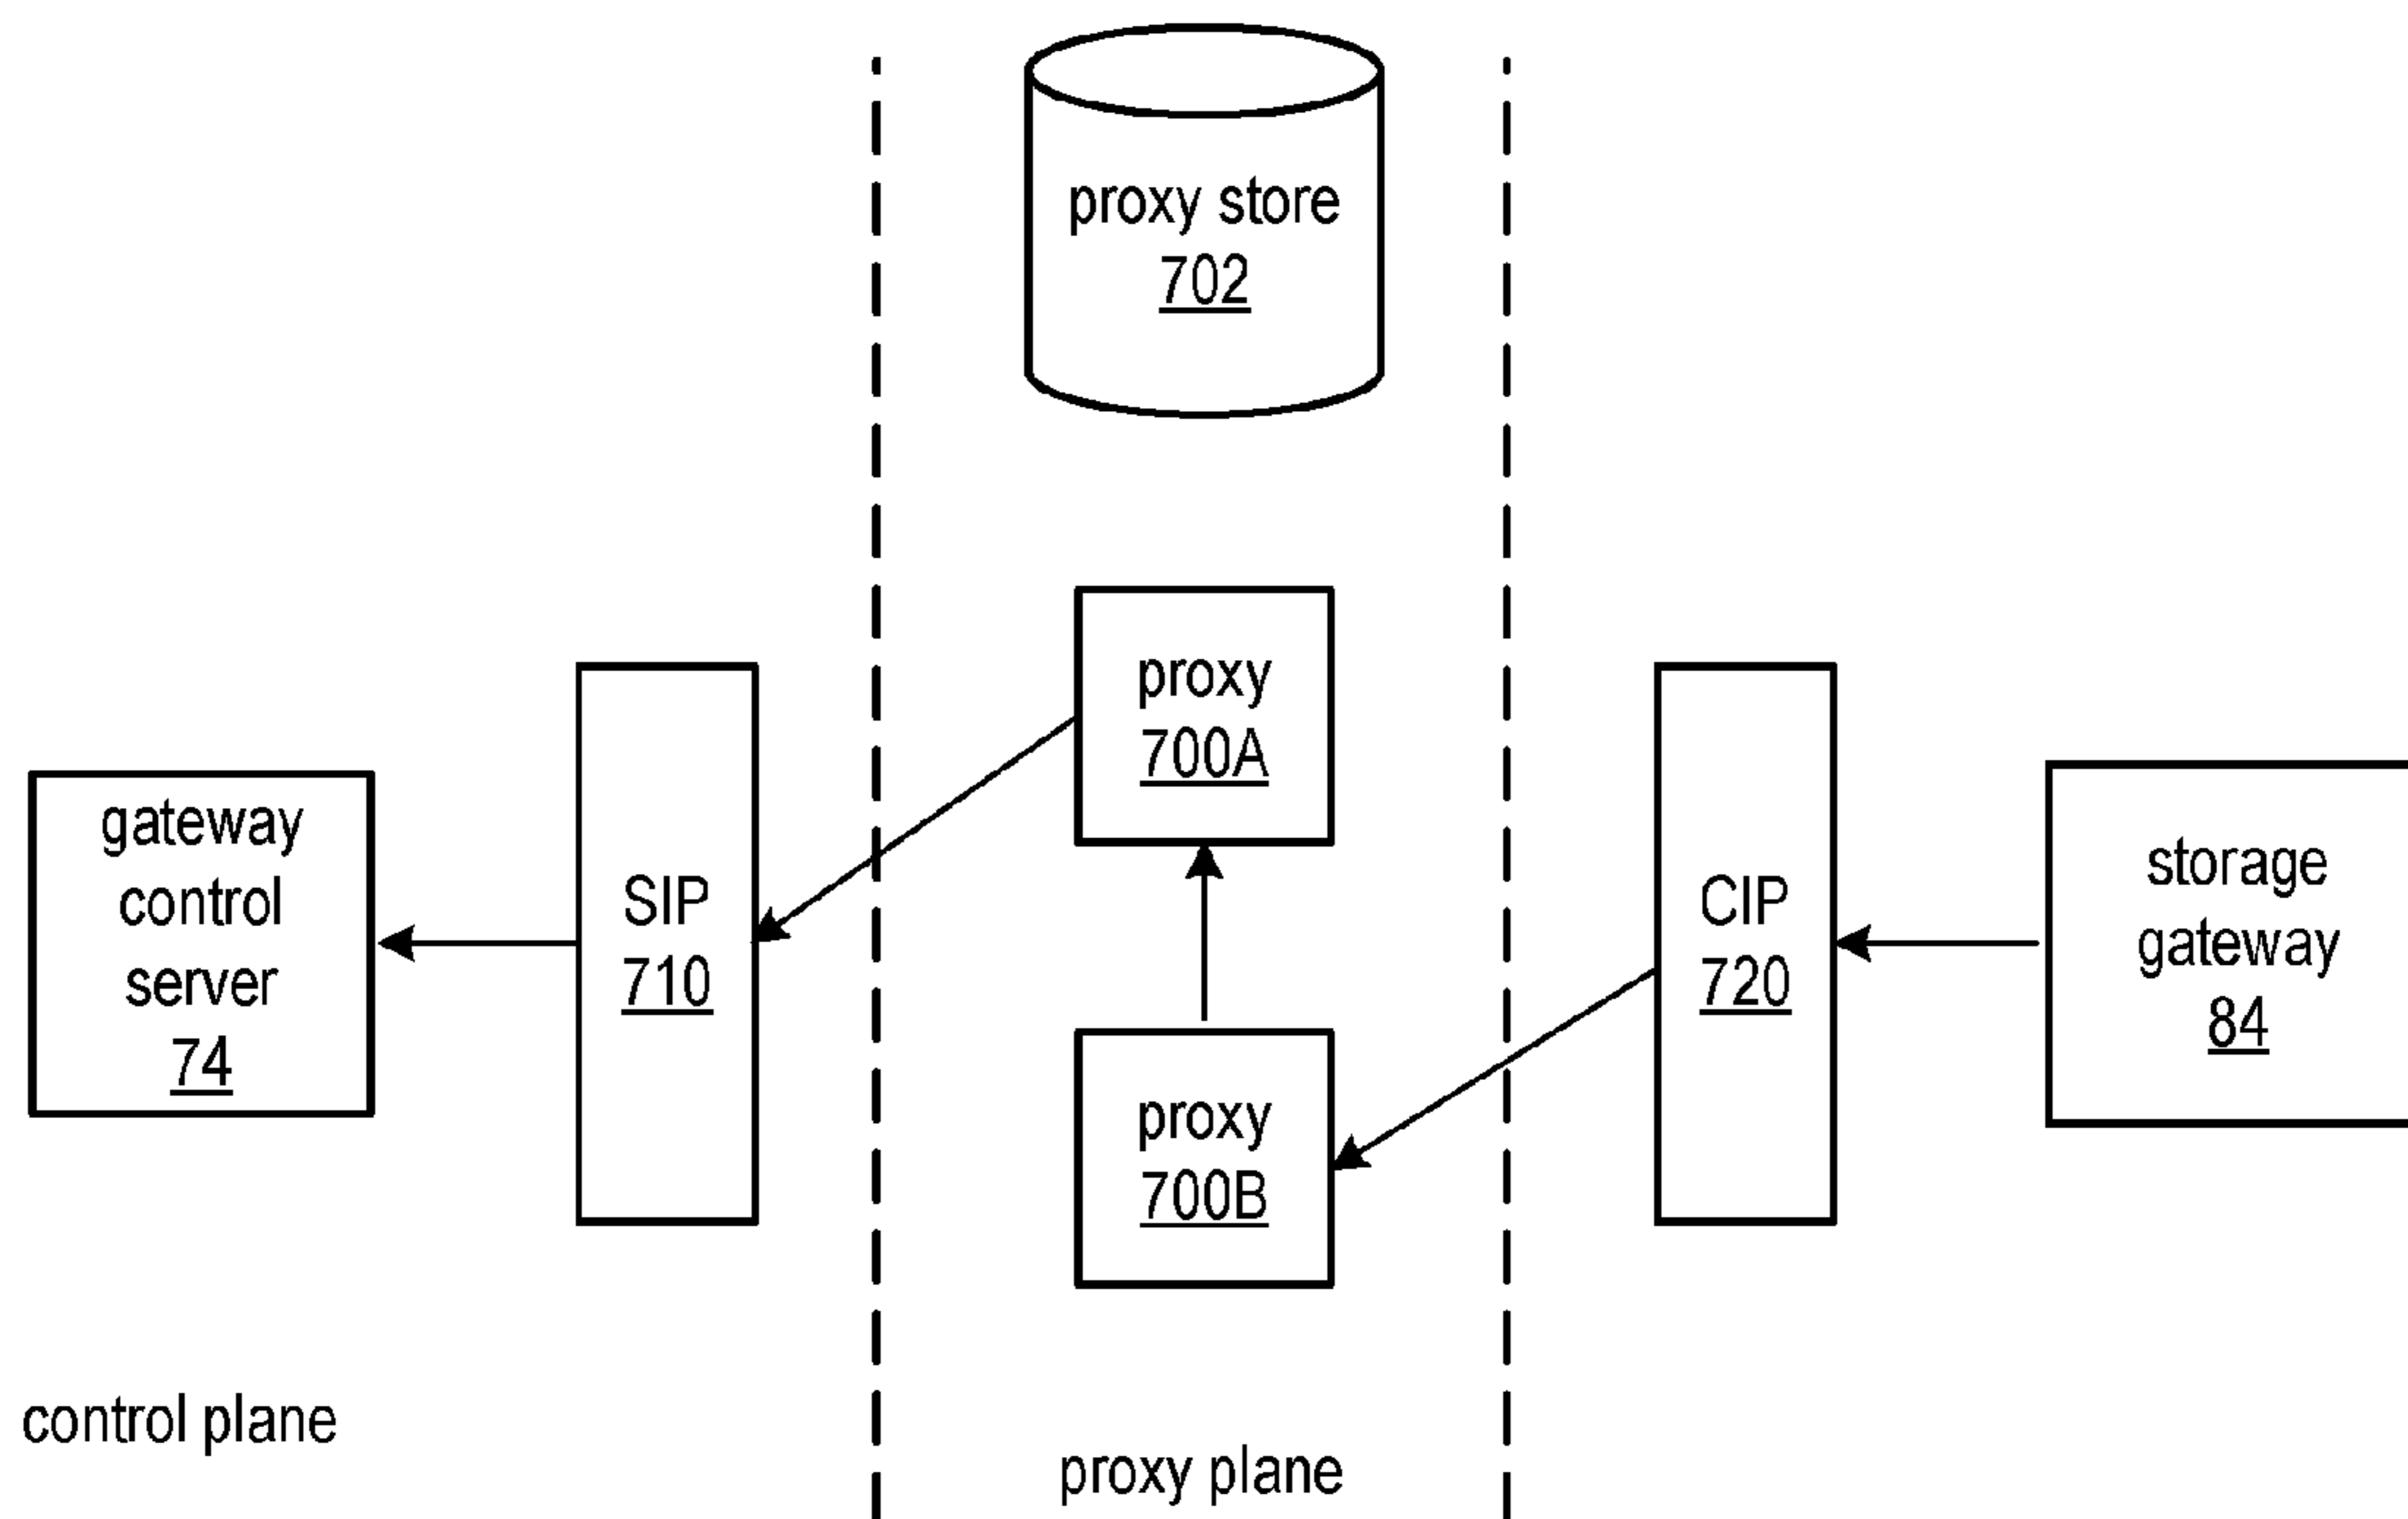 proxy store
702
proxy
700A
gateway
control
server
74
SIP
710
CIP
720
storage
gateway
84
proxy
700B
control plane
proxy plane